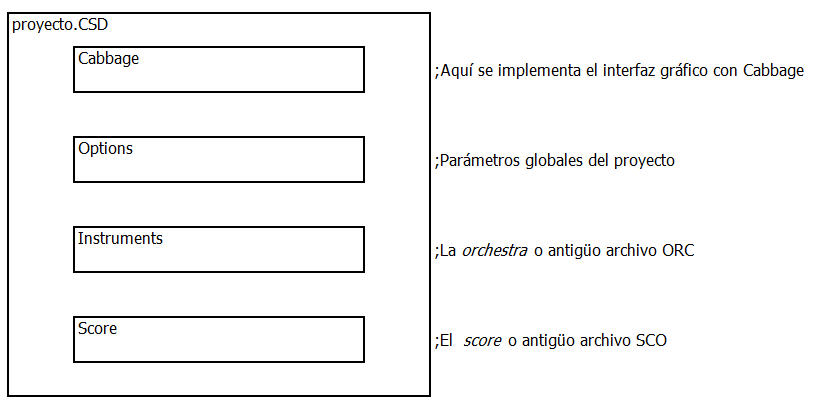 proyecto.CSD
Cabbage
;Aquí se implementa el interfaz gráfico con Cabbage
Options
;Parámetros globales del proyecto
Instruments
;La orchestra o antigüo archivo ORC
Score
;El score o antigüo archivo SCO